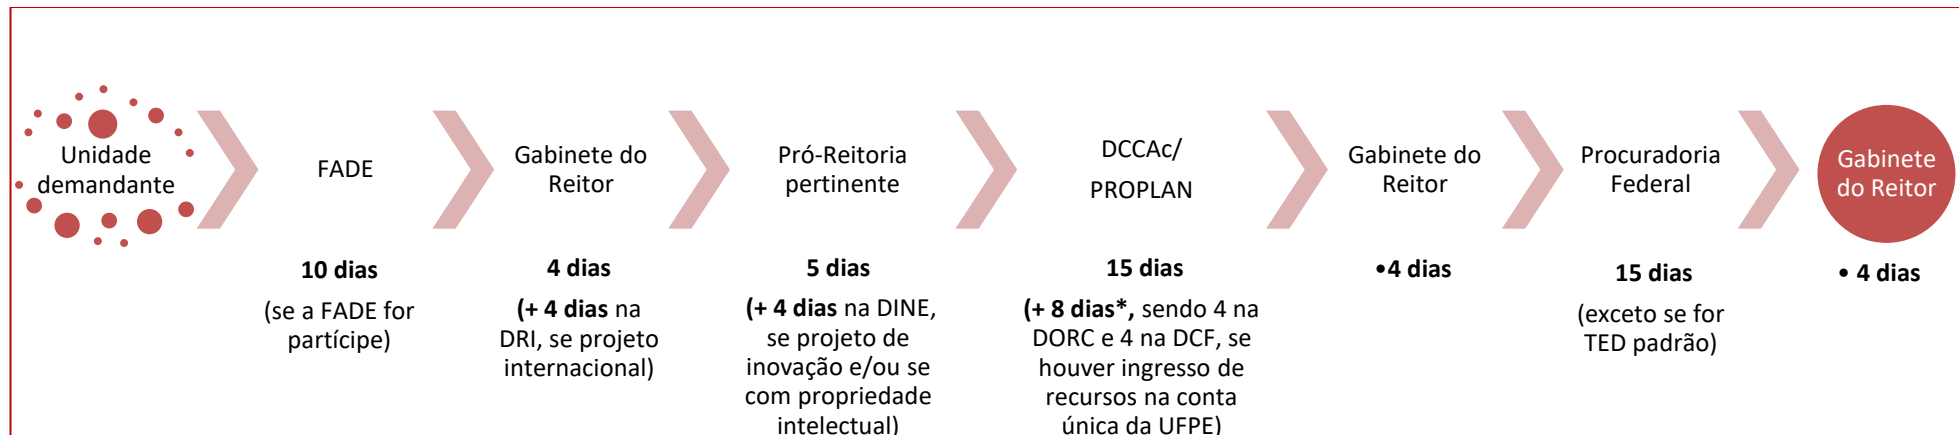 Unidade
demandante
FADE
10 dias
(se a FADE for
partícipe)
Gabinete do
Reitor
4 dias
(+ 4 dias na
DRI, se projeto
internacional)
Pró-Reitoria
pertinente
5 dias
(+ 4 dias na DINE,
se projeto de
inovação e/ou se
com propriedade
intelectual)
DCCAc/
PROPLAN
15 dias
(+ 8 dias*, sendo 4 na
DORC e 4 na DCF, se
houver ingresso de
recursos na conta
única da UFPE)
Gabinete do
Reitor
•4 dias
Procuradoria
Federal
15 dias
(exceto se for
TED padrão)
Gabinete
do Reitor
• 4 dias